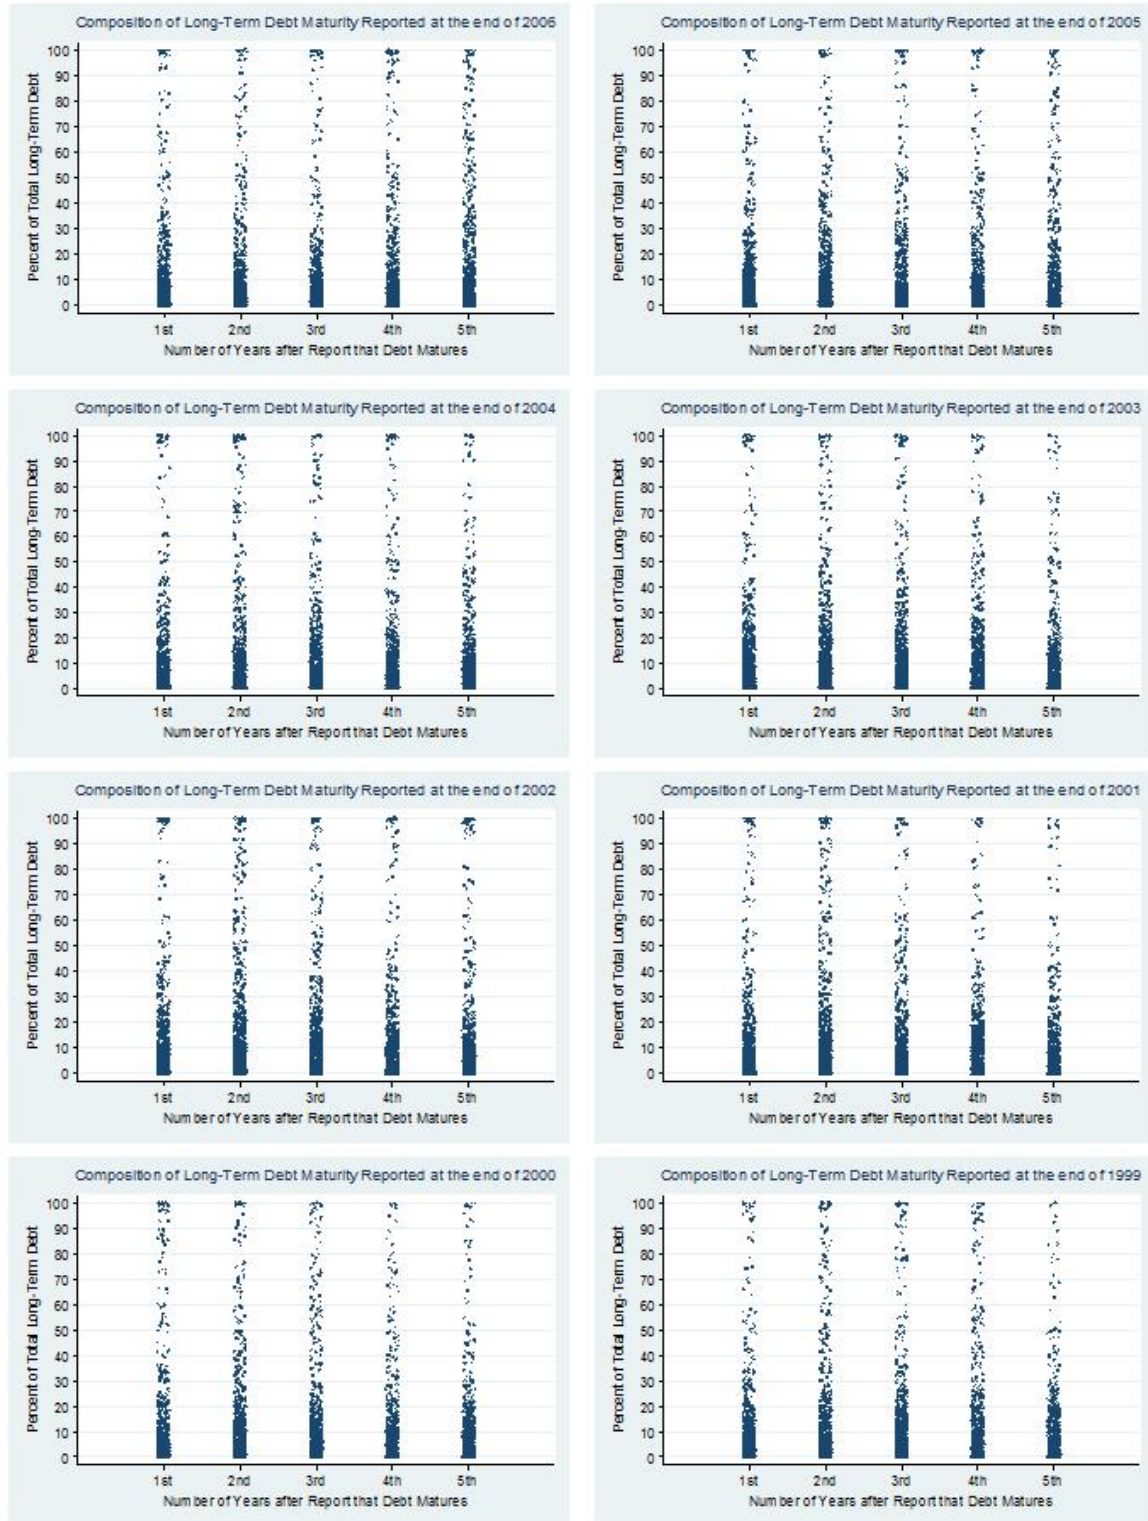 Composition of Long-Term Debt Maturity Reported at the end of 2006
Percent of Total Long-Term Debt
100
90
80
70
60
50
40
30
20
10
0
1st 2nd 3rd 4th 5th
Number of Years after Report that Debt Matures
Composition of Long-Term Debt Maturity Reported at the end of 2005
Percent of Total Long-Term Debt
100
90
80
70
60
50
40
30
20
10
0
1st 2nd 3rd 4th 5th
Number of Years after Report that Debt Matures
Composition of Long-Term Debt Maturity Reported at the end of 2004
Percent of Total Long-Term Debt
100
90
80
70
60
50
40
30
20
10
0
1st 2nd 3rd 4th 5th
Number of Years after Report that Debt Matures
Composition of Long-Term Debt Maturity Reported at the end of 2003
Percent of Total Long-Term Debt
100
90
80
70
60
50
40
30
20
10
0
1st 2nd 3rd 4th 5th
Number of Years after Report that Debt Matures
Composition of Long-Term Debt Maturity Reported at the end of 2002
Percent of Total Long-Term Debt
100
90
80
70
60
50
40
30
20
10
0
1st 2nd 3rd 4th 5th
Number of Years after Report that Debt Matures
Composition of Long-Term Debt Maturity Reported at the end of 2001
Percent of Total Long-Term Debt
100
90
80
70
60
50
40
30
20
10
0
1st 2nd 3rd 4th 5th
Number of Years after Report that Debt Matures
Composition of Long-Term Debt Maturity Reported at the end of 2000
Percent of Total Long-Term Debt
100
90
80
70
60
50
40
30
20
10
0
1st 2nd 3rd 4th 5th
Number of Years after Report that Debt Matures
Composition of Long-Term Debt Maturity Reported at the end of 1999
Percent of Total Long-Term Debt
100
90
80
70
60
50
40
30
20
10
0
1st 2nd 3rd 4th 5th
Number of Years after Report that Debt Matures